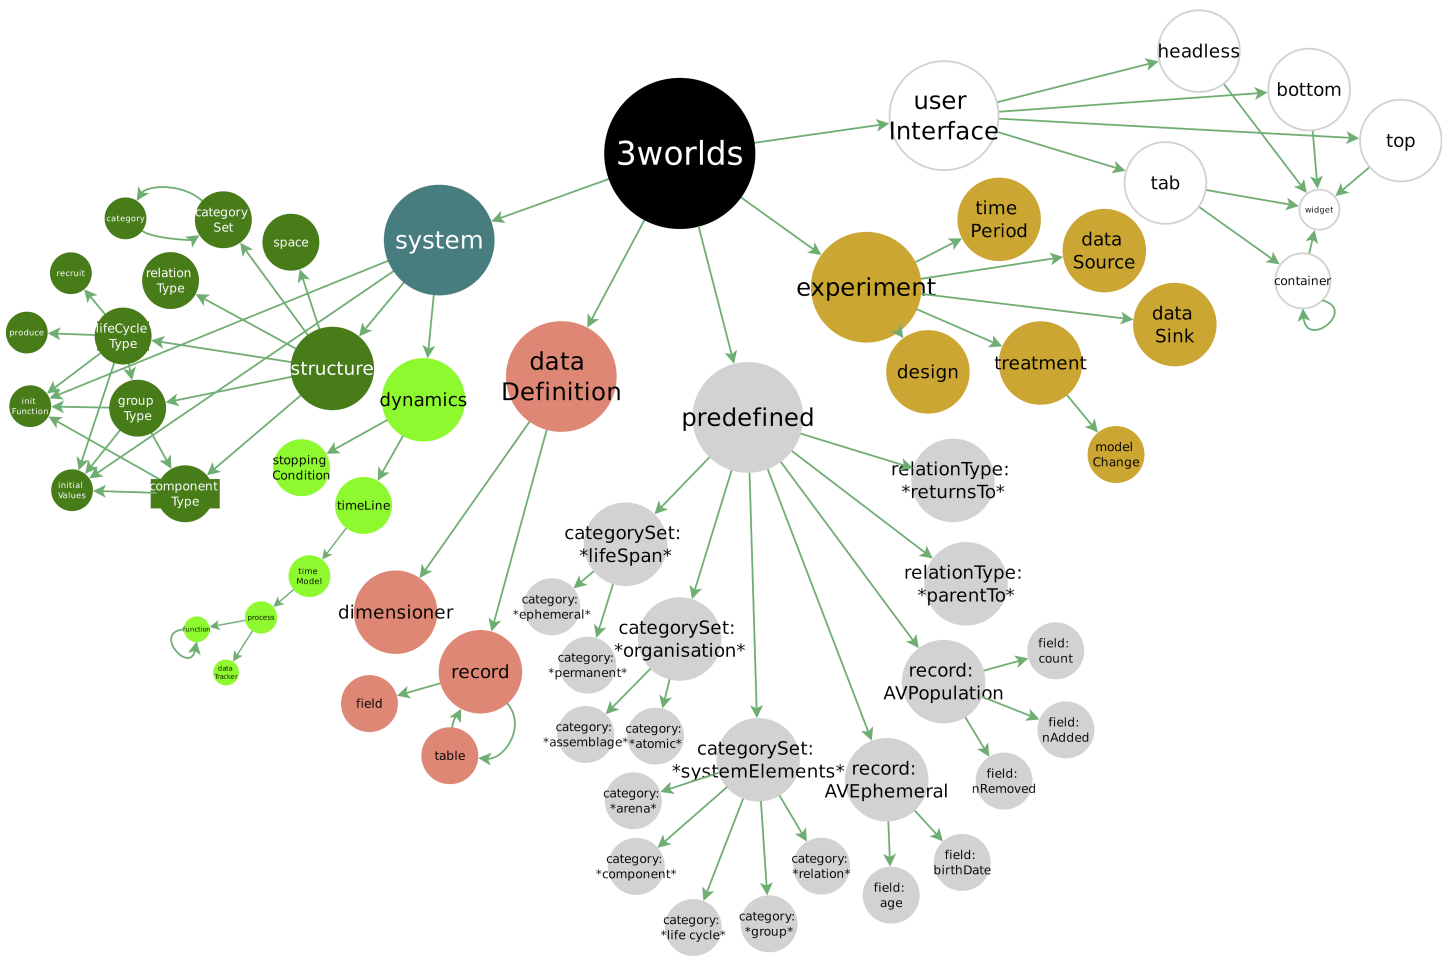 3worlds
user
Interface
headless
bottom
top
tab
widget
container
system
category
category
Set
space
relation
Type
recruit
produce
lifeCycle
Type
init
Function
group
Type
structure
initial
Values
component
Type
dynamics
stopping
Condition
timeLine
time
Model
process
function
data
Tracker
data
Definition
dimensioner
record
field
table
experiment
time
Period
data
Source
data
Sink
design
treatment
model
Change
predefined
relationType:
*returnsTo*
relationType:
*parentTo*
categorySet:
*lifeSpan*
category:
*ephemeral*
category:
*permanent*
categorySet:
*organisation*
category:
*assemblage*
category:
*atomic*
categorySet:
*systemElements*
category:
*arena*
category:
*component*
category:
*life cycle*
category:
*group*
category:
*relation*
record:
AVEphemeral
field:
age
field:
birthDate
record:
AVPopulation
field:
count
field:
nAdded
field:
nRemoved